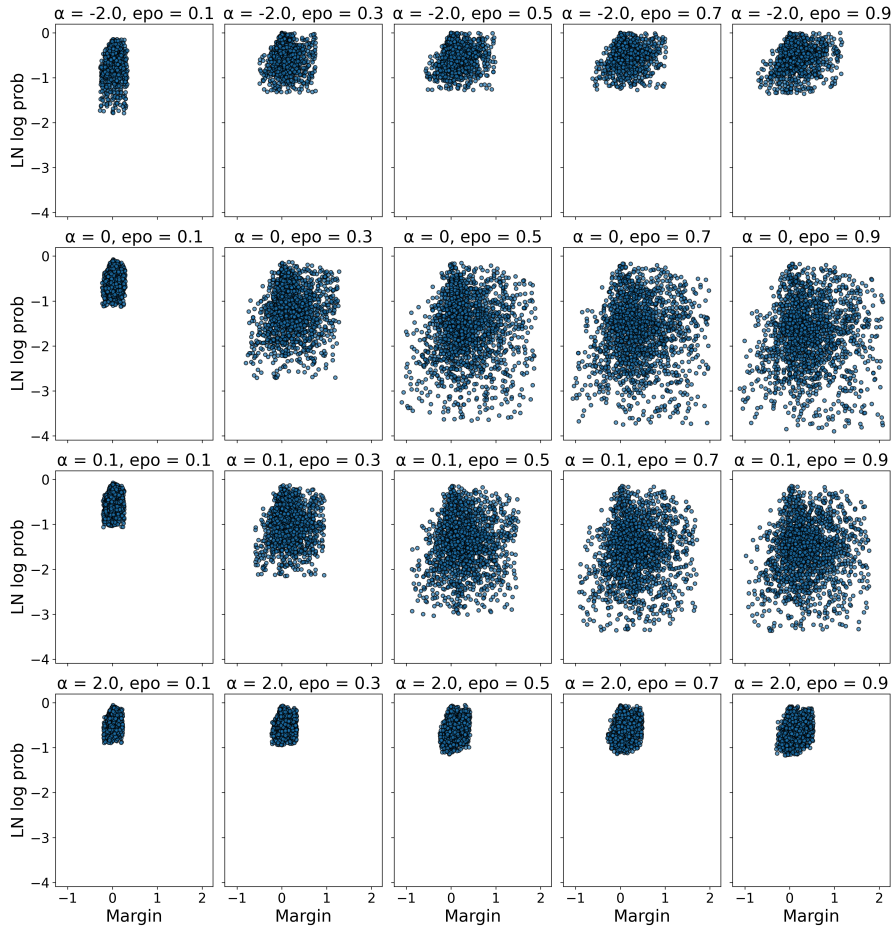 α = -2.0, epo = 0.1 α = -2.0, epo = 0.3 α = -2.0, epo = 0.5 α = -2.0, epo = 0.7 α = -2.0, epo = 0.9
0
−1
−2
−3
−4
LN log prob
α = 0, epo = 0.1 α = 0, epo = 0.3 α = 0, epo = 0.5 α = 0, epo = 0.7 α = 0, epo = 0.9
0
−1
−2
−3
−4
LN log prob
α = 0.1, epo = 0.1 α = 0.1, epo = 0.3 α = 0.1, epo = 0.5 α = 0.1, epo = 0.7 α = 0.1, epo = 0.9
0
−1
−2
−3
−4
LN log prob
α = 2.0, epo = 0.1 α = 2.0, epo = 0.3 α = 2.0, epo = 0.5 α = 2.0, epo = 0.7 α = 2.0, epo = 0.9
0
−1
−2
−3
−4
LN log prob
−1 0 1 2 −1 0 1 2 −1 0 1 2 −1 0 1 2 −1 0 1 2
Margin Margin Margin Margin Margin